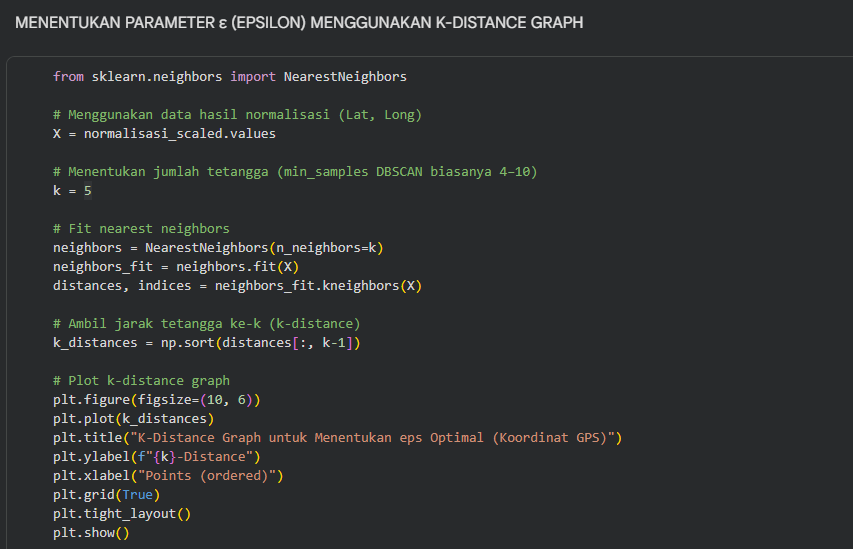 MENENTUKAN PARAMETER ε (EPSILON) MENGGUNAKAN K-DISTANCE GRAPH
from sklearn.neighbors import NearestNeighbors
# Menggunakan data hasil normalisasi (Lat, Long)
X = normalisasi_scaled.values
# Menentukan jumlah tetangga (min_samples DBSCAN biasanya 4–10)
k = 5
# Fit nearest neighbors
neighbors = NearestNeighbors(n_neighbors=k)
neighbors_fit = neighbors.fit(X)
distances, indices = neighbors_fit.kneighbors(X)
# Ambil jarak tetangga ke-k (k-distance)
k_distances = np.sort(distances[:, k-1])
# Plot k-distance graph
plt.figure(figsize=(10, 6))
plt.plot(k_distances)
plt.title("K-Distance Graph untuk Menentukan eps Optimal (Koordinat GPS)")
plt.ylabel(f"{k}-Distance")
plt.xlabel("Points (ordered)")
plt.grid(True)
plt.tight_layout()
plt.show()